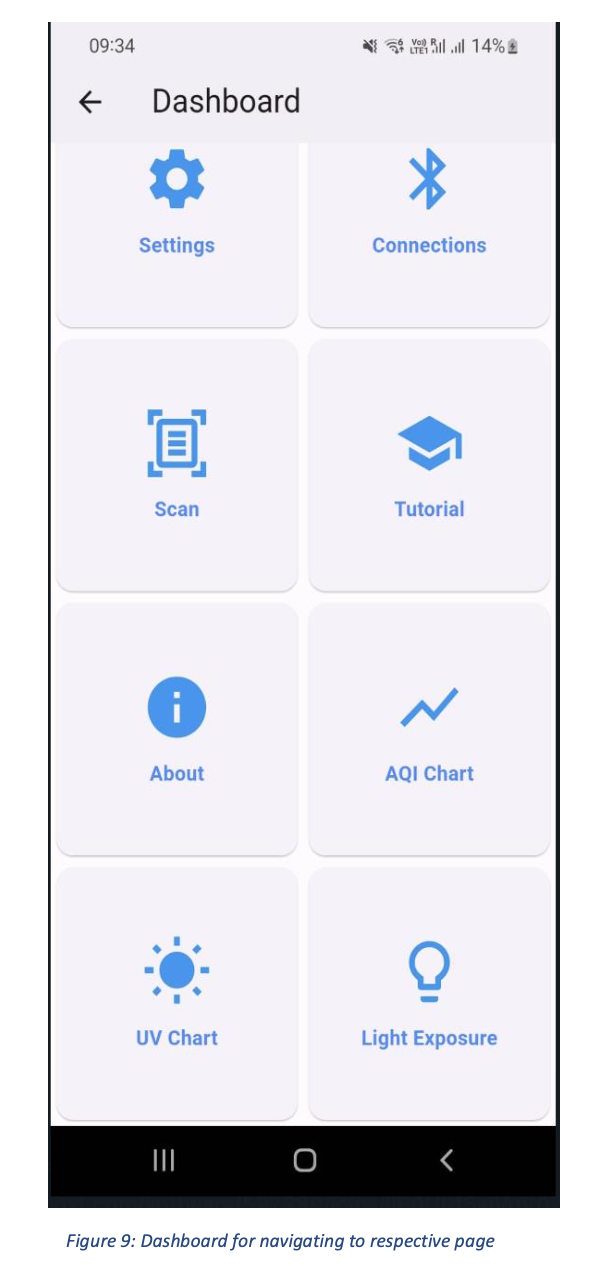 09:34
14%
Dashboard
Settings
Connections
Scan
Tutorial
About
AQI Chart
UV Chart
Light Exposure
Figure 9: Dashboard for navigating to respective page